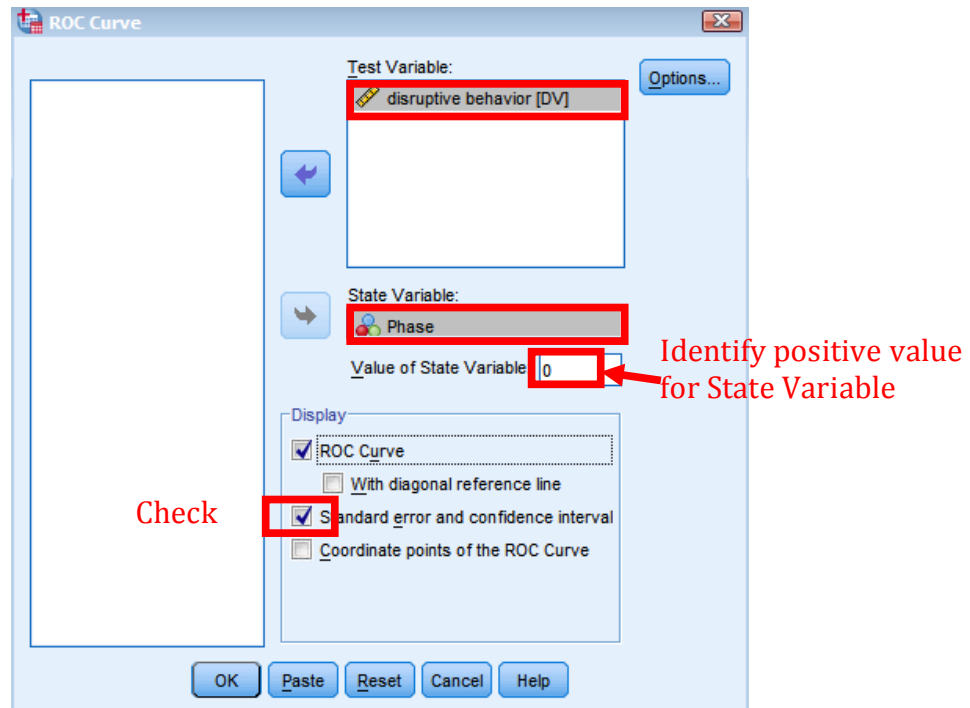 ROC Curve
Test Variable:
Options...
disruptive behavior [DV]
State Variable:
Phase
Value of State Variable
0
Identify positive value
for State Variable
Display
ROC Curve
With diagonal reference line
Check
Standard error and confidence interval
Coordinate points of the ROC Curve
OK
Paste
Reset
Cancel
Help